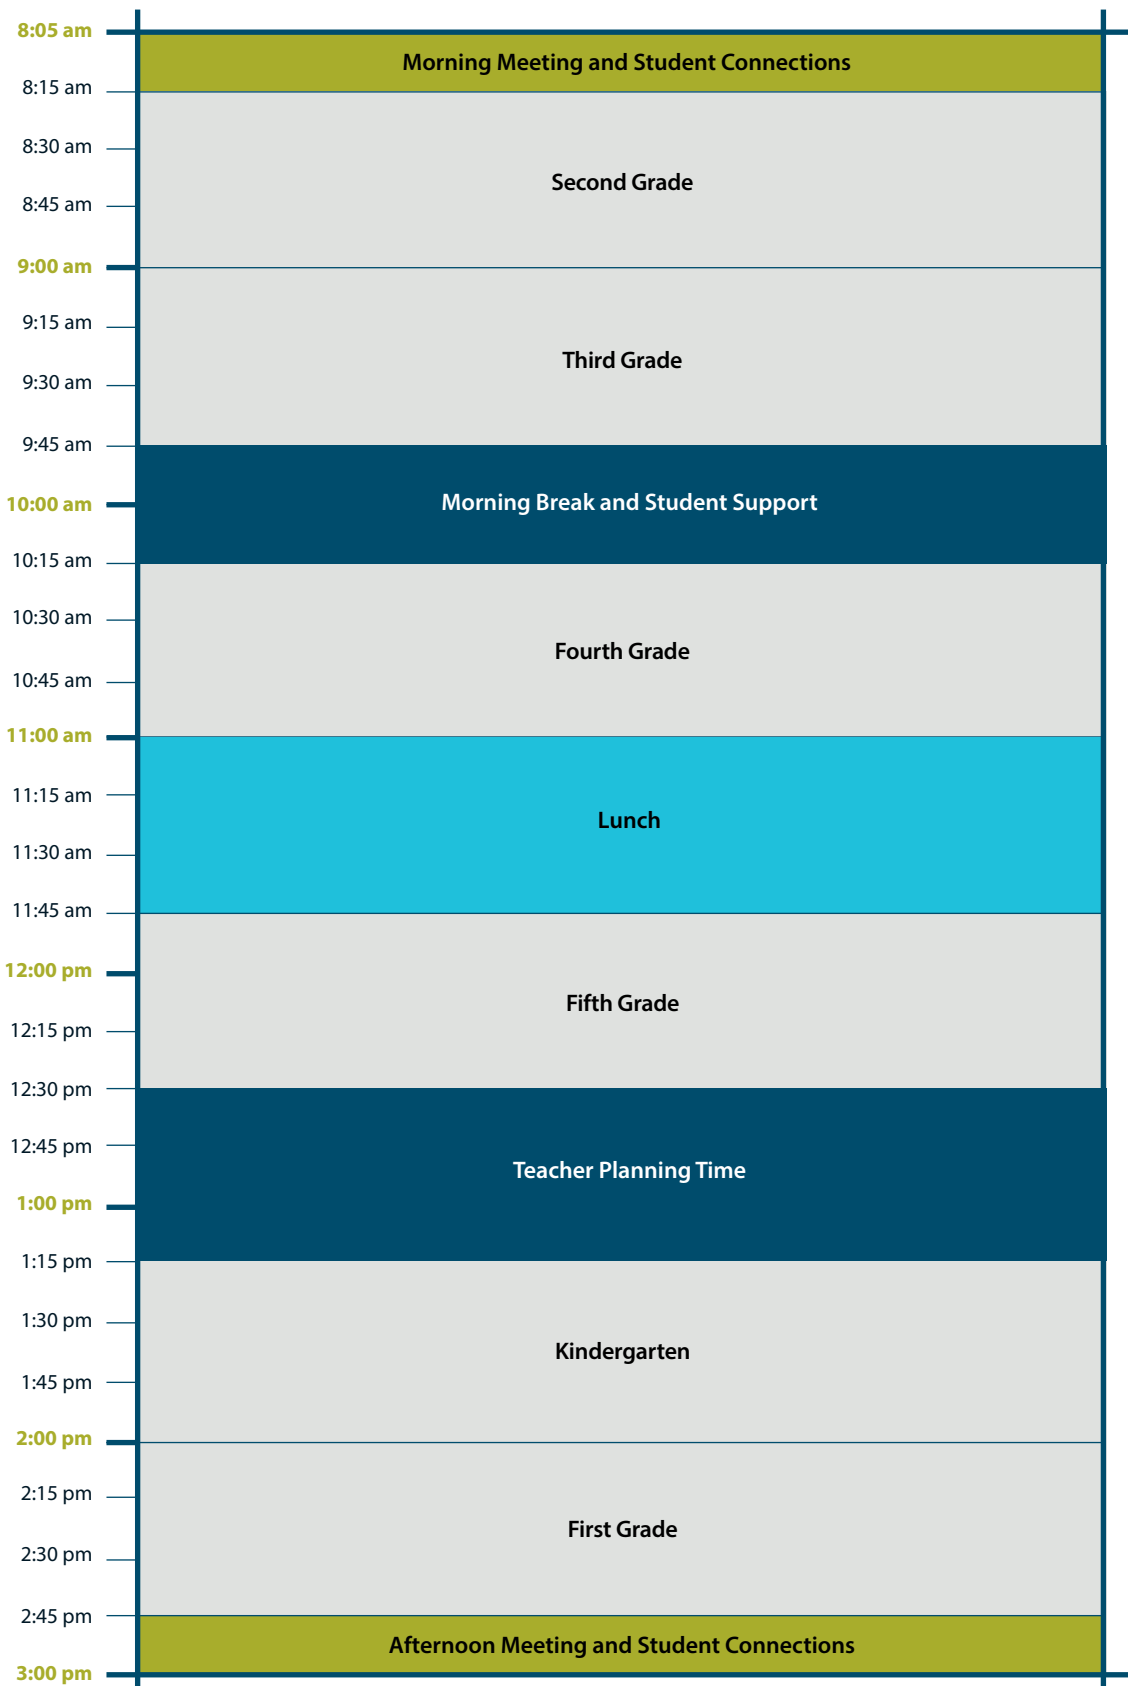 8:05 am
Morning Meeting and Student Connections
8:15 am
8:30 am
Second Grade
8:45 am
9:00 am
9:15 am
Third Grade
9:30 am
9:45 am
Morning Break and Student Support
10:00 am
10:15 am
10:30 am
Fourth Grade
10:45 am
11:00 am
11:15 am
Lunch
11:30 am
11:45 am
12:00 pm
Fifth Grade
12:15 pm
12:30 pm
12:45 pm
Teacher Planning Time
1:00 pm
1:15 pm
1:30 pm
Kindergarten
1:45 pm
2:00 pm
2:15 pm
First Grade
2:30 pm
2:45 pm
Afternoon Meeting and Student Connections
3:00 pm